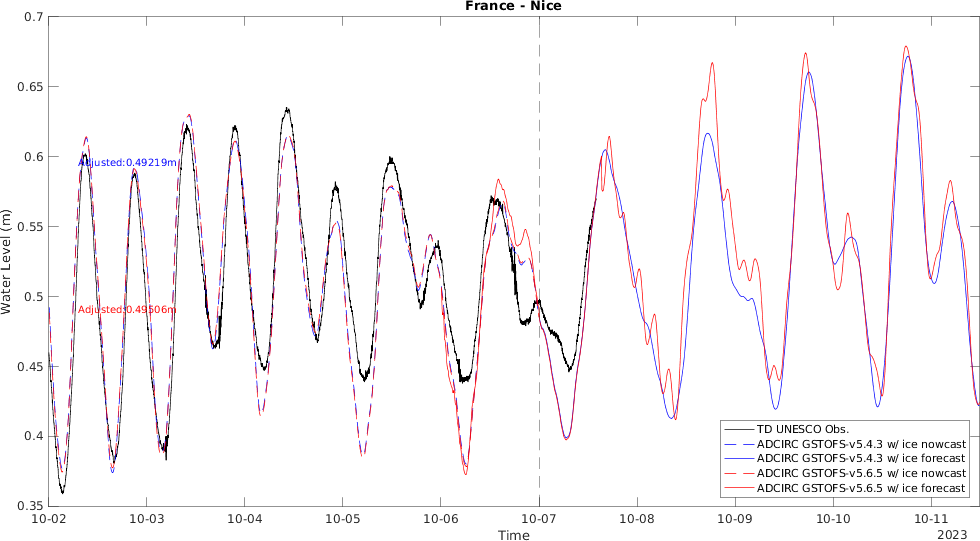 France - Nice
0.7
0.65
0.6
0.55
0.5
0.45
0.4
0.35
Water Level (m)
Adjusted:0.49219m
Adjusted:0.49506m
TD UNESCO Obs.
ADCIRC GSTOFS-v5.4.3 w/ ice nowcast
ADCIRC GSTOFS-v5.4.3 w/ ice forecast
ADCIRC GSTOFS-v5.6.5 w/ ice nowcast
ADCIRC GSTOFS-v5.6.5 w/ ice forecast
10-02 10-03 10-04 10-05 10-06 10-07 10-08 10-09 10-10 10-11
Time
2023